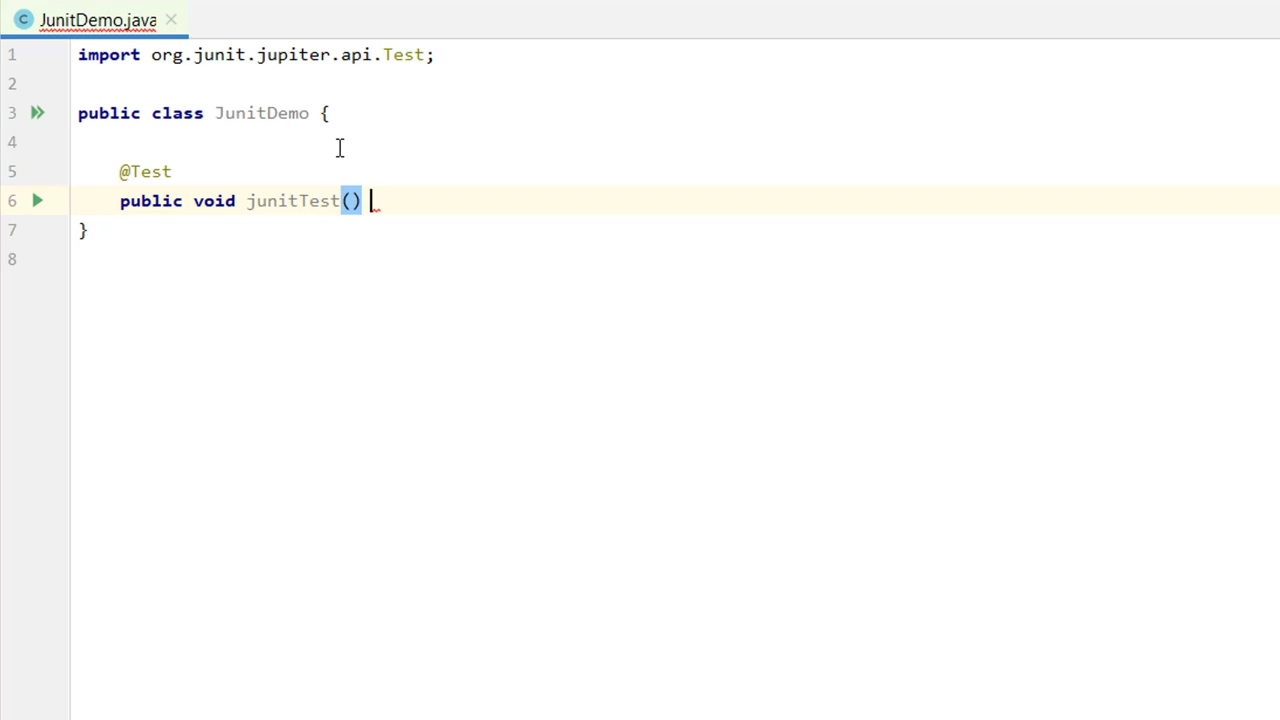 C JunitDemo.java
1 import org.junit.jupiter.api.Test;
2
3 public class JunitDemo {
4
5 @Test
6 public void junitTest()
7 }
8